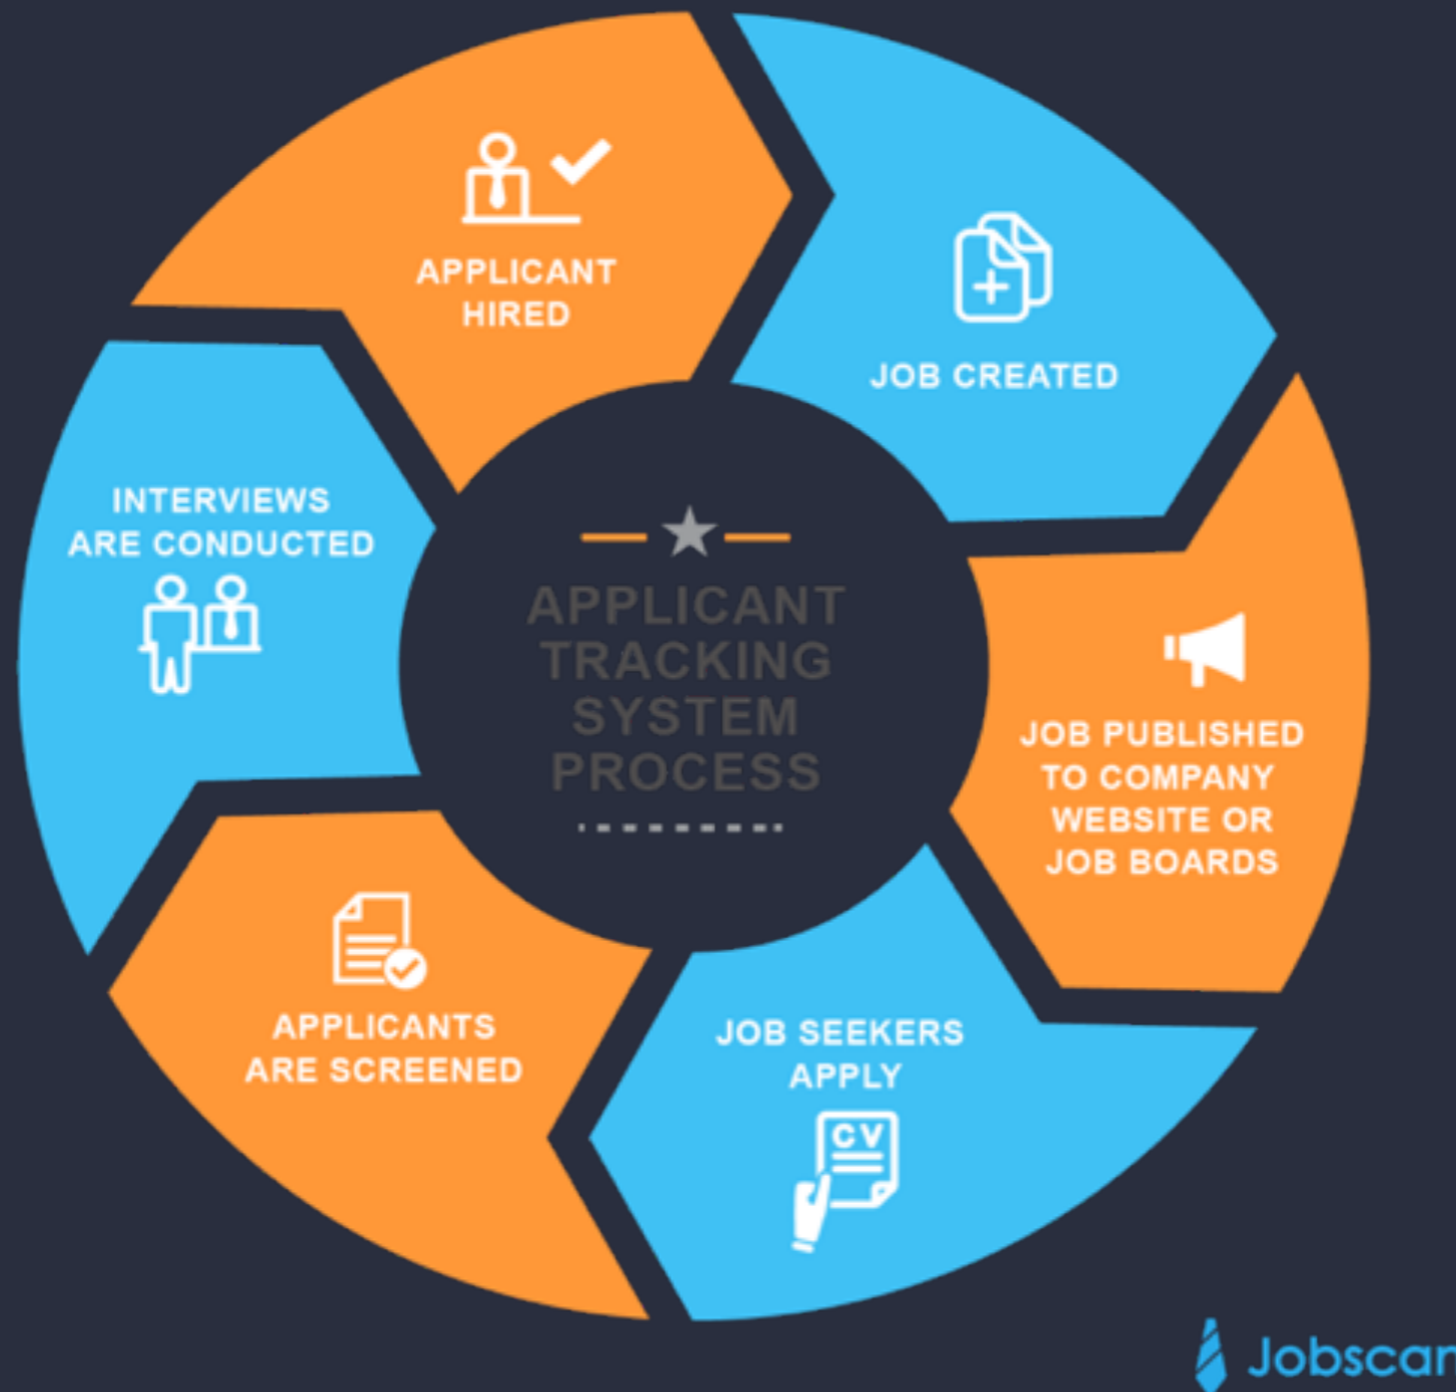 APPLICANT
HIRED
JOB CREATED
INTERVIEWS
ARE CONDUCTED
APPLICANT
TRACKING
SYSTEM
PROCESS
JOB PUBLISHED
TO COMPANY
WEBSITE OR
JOB BOARDS
APPLICANTS
ARE SCREENED
JOB SEEKERS
APPLY
CV
Jobscan